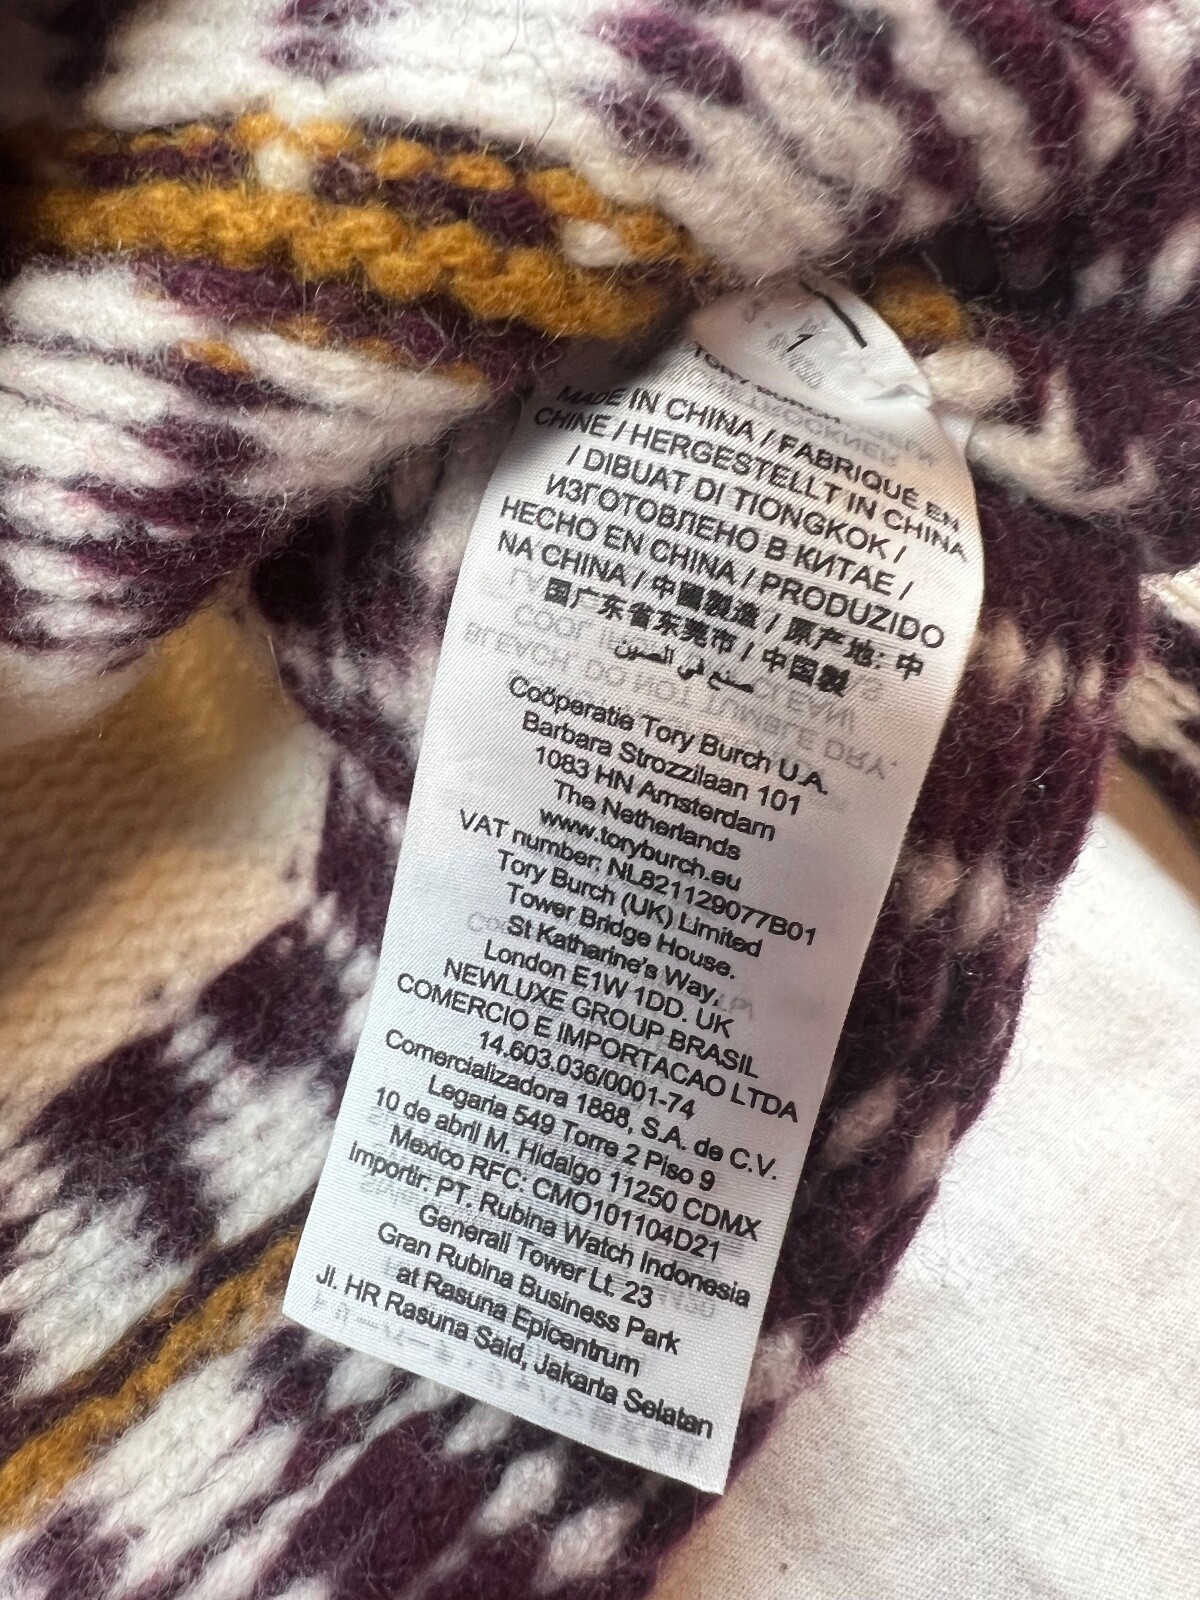 1
TORY BURCH
MADE IN CHINA / FABRIQUÉ EN
CHINE / HERGESTELLT IN CHINA
/ DIBUAT DI TIONGKOK /
ИЗГОТОВЛЕНО В КИТАЕ /
HECHO EN CHINA / PRODUZIDO
NA CHINA / 中國製造 / 原产地: 中
国广东省东莞市 / 中国製
صنع في الصين
Coöperatie Tory Burch U.A.
Barbara Strozzilaan 101
1083 HN Amsterdam
The Netherlands
www.toryburch.eu
VAT number: NL821129077B01
Tory Burch (UK) Limited
Tower Bridge House.
St Katharine's Way,
London E1W 1DD. UK
NEWLUXE GROUP BRASIL
COMERCIO E IMPORTACAO LTDA
14.603.036/0001-74
Comercializadora 1888, S.A. de C.V.
Legaria 549 Torre 2 Piso 9
10 de abril M. Hidalgo 11250 CDMX
Mexico RFC: CMO101104D21
Importir: PT. Rubina Watch Indonesia
Generali Tower Lt. 23
Gran Rubina Business Park
at Rasuna Epicentrum
Jl. HR Rasuna Said, Jakarta Selatan